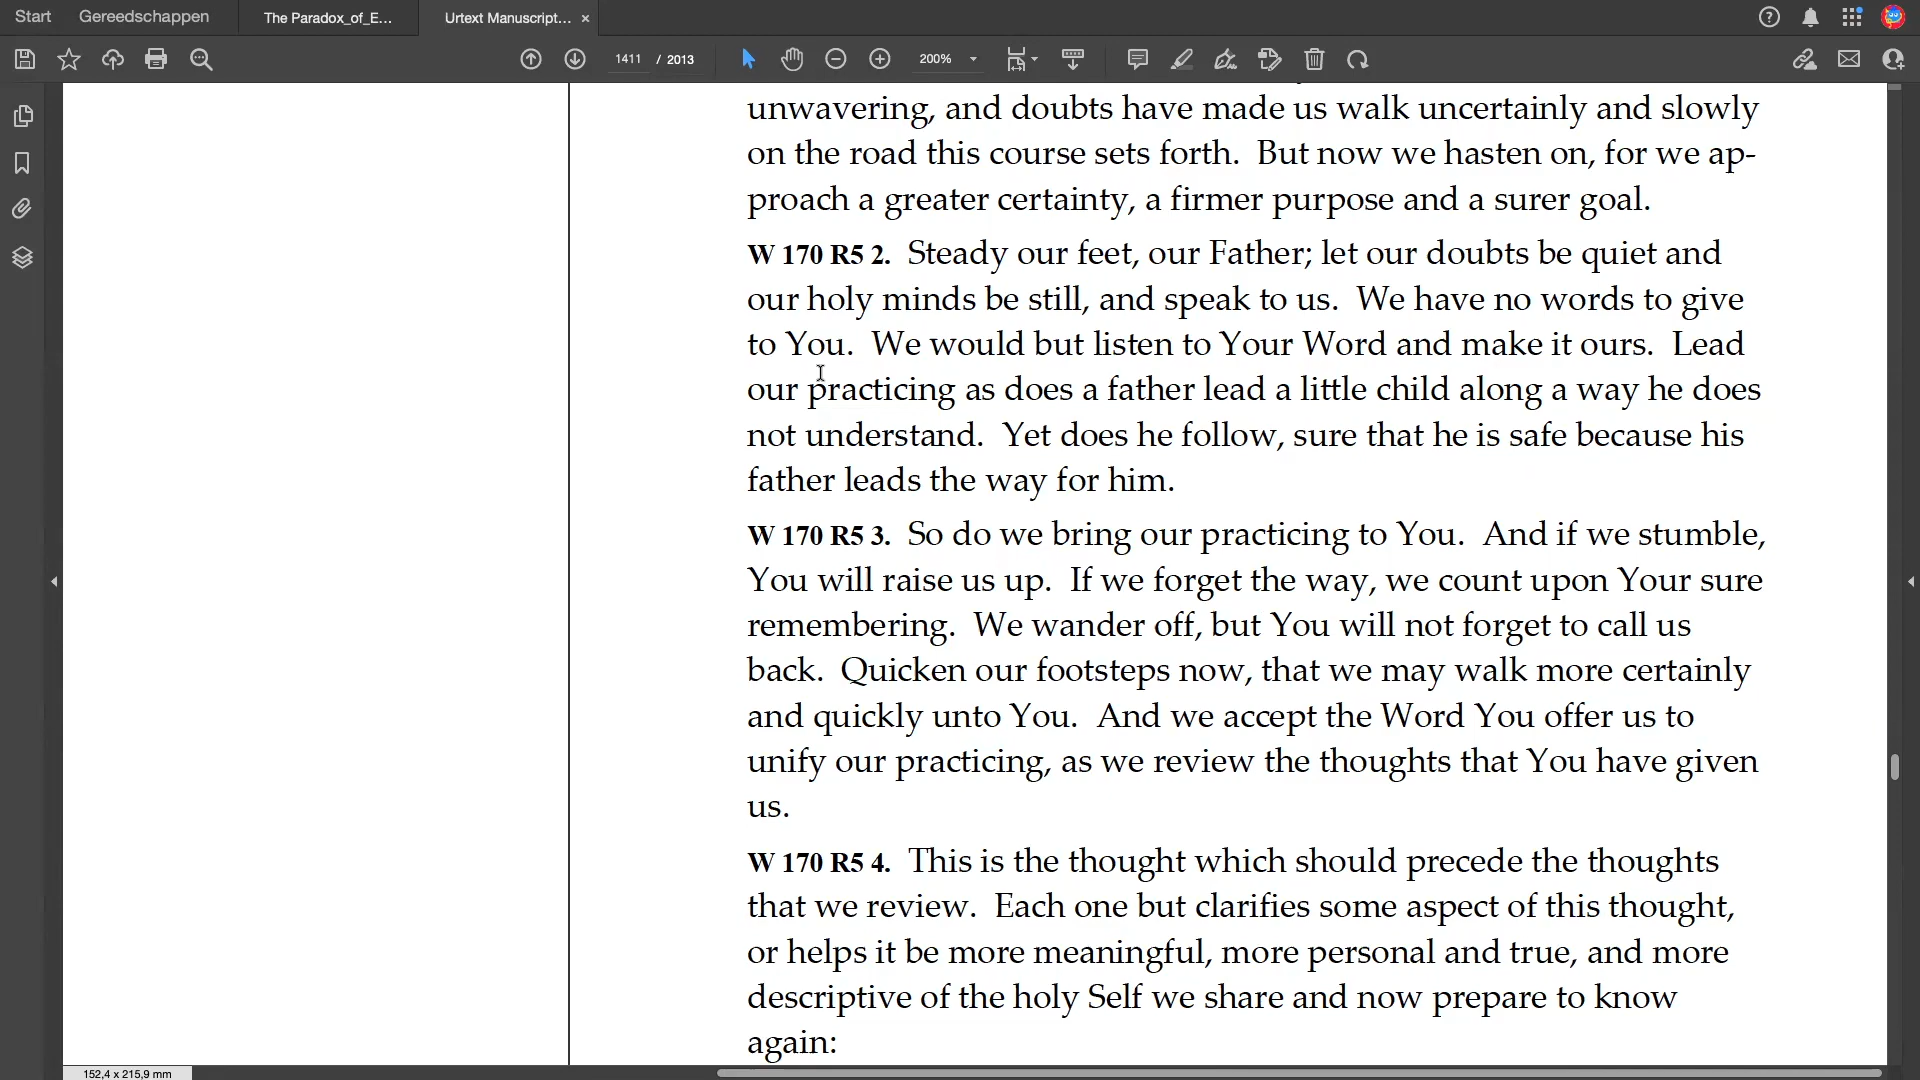 Start Gereedschappen The Paradox_of_E... Urtext Manuscript... ×
1411 / 2013 200%
unwavering, and doubts have made us walk uncertainly and slowly
on the road this course sets forth. But now we hasten on, for we ap-
proach a greater certainty, a firmer purpose and a surer goal.
W 170 R5 2. Steady our feet, our Father; let our doubts be quiet and
our holy minds be still, and speak to us. We have no words to give
to You. We would but listen to Your Word and make it ours. Lead
our practicing as does a father lead a little child along a way he does
not understand. Yet does he follow, sure that he is safe because his
father leads the way for him.
W 170 R5 3. So do we bring our practicing to You. And if we stumble,
You will raise us up. If we forget the way, we count upon Your sure
remembering. We wander off, but You will not forget to call us
back. Quicken our footsteps now, that we may walk more certainly
and quickly unto You. And we accept the Word You offer us to
unify our practicing, as we review the thoughts that You have given
us.
W 170 R5 4. This is the thought which should precede the thoughts
that we review. Each one but clarifies some aspect of this thought,
or helps it be more meaningful, more personal and true, and more
descriptive of the holy Self we share and now prepare to know
again:
152,4 x 215,9 mm